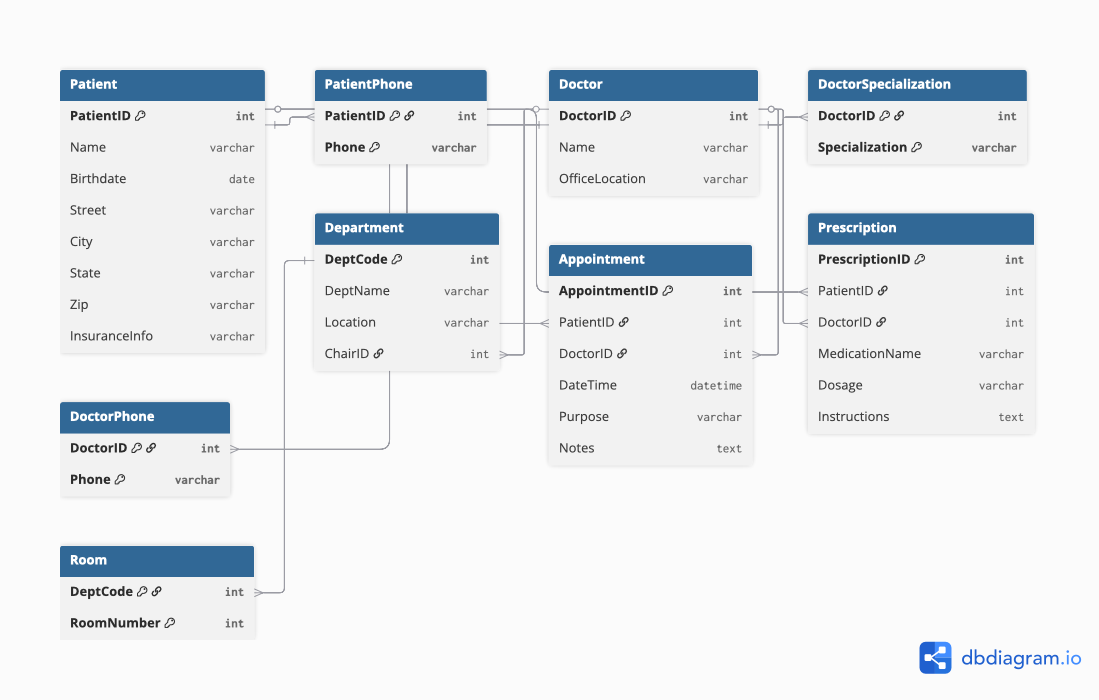 Patient
PatientID int
Name varchar
Birthdate date
Street varchar
City varchar
State varchar
Zip varchar
InsuranceInfo varchar
PatientPhone
PatientID int
Phone varchar
Doctor
DoctorID int
Name varchar
OfficeLocation varchar
DoctorSpecialization
DoctorID int
Specialization varchar
Department
DeptCode int
DeptName varchar
Location varchar
ChairID int
Appointment
AppointmentID int
PatientID int
DoctorID int
DateTime datetime
Purpose varchar
Notes text
Prescription
PrescriptionID int
PatientID int
DoctorID int
MedicationName varchar
Dosage varchar
Instructions text
DoctorPhone
DoctorID int
Phone varchar
Room
DeptCode int
RoomNumber int
dbdiagram.io